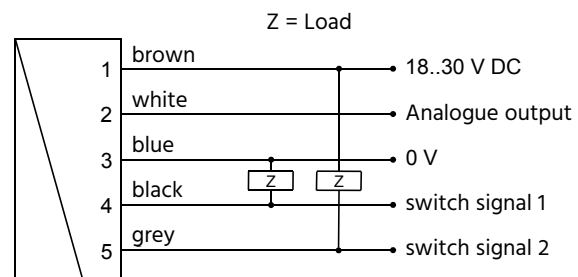 Z = Load
1 brown 18..30 V DC
2 white Analogue output
3 blue 0 V
Z Z
4 black switch signal 1
5 grey switch signal 2